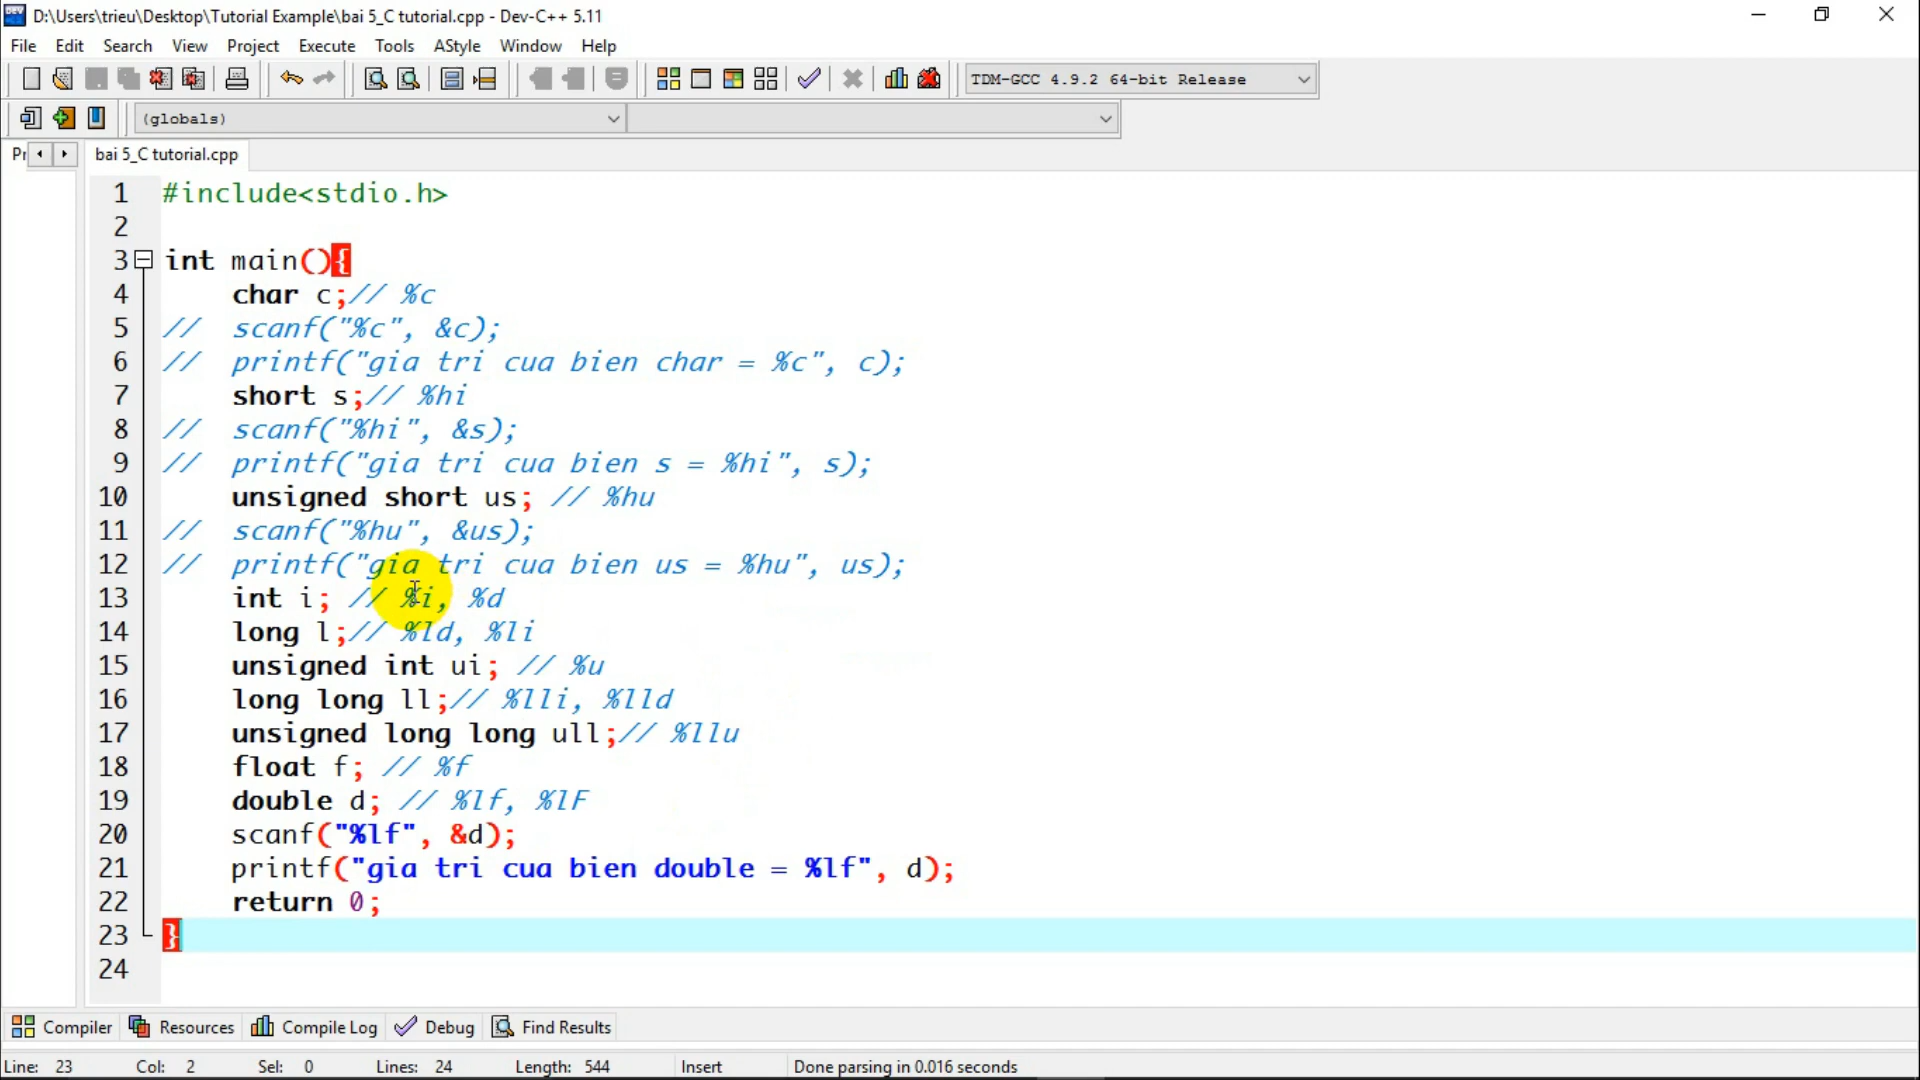 D:\Users\trieu\Desktop\Tutorial Example\bai 5_C tutorial.cpp - Dev-C++ 5.11
File Edit Search View Project Execute Tools AStyle Window Help
TDM-GCC 4.9.2 64-bit Release
(globals)
Pr bai 5_C tutorial.cpp
1 #include<stdio.h>
2
3 int main(){
4 char c;// %c
5 // scanf("%c", &c);
6 // printf("gia tri cua bien char = %c", c);
7 short s;// %hi
8 // scanf("%hi", &s);
9 // printf("gia tri cua bien s = %hi", s);
10 unsigned short us; // %hu
11 // scanf("%hu", &us);
12 // printf("gia tri cua bien us = %hu", us);
13 int i; // %i, %d
14 long l;// %ld, %li
15 unsigned int ui; // %u
16 long long ll;// %lli, %lld
17 unsigned long long ull;// %llu
18 float f; // %f
19 double d; // %lf, %lF
20 scanf("%lf", &d);
21 printf("gia tri cua bien double = %lf", d);
22 return 0;
23 }
24
Compiler Resources Compile Log Debug Find Results
Line: 23 Col: 2 Sel: 0 Lines: 24 Length: 544 Insert Done parsing in 0.016 seconds